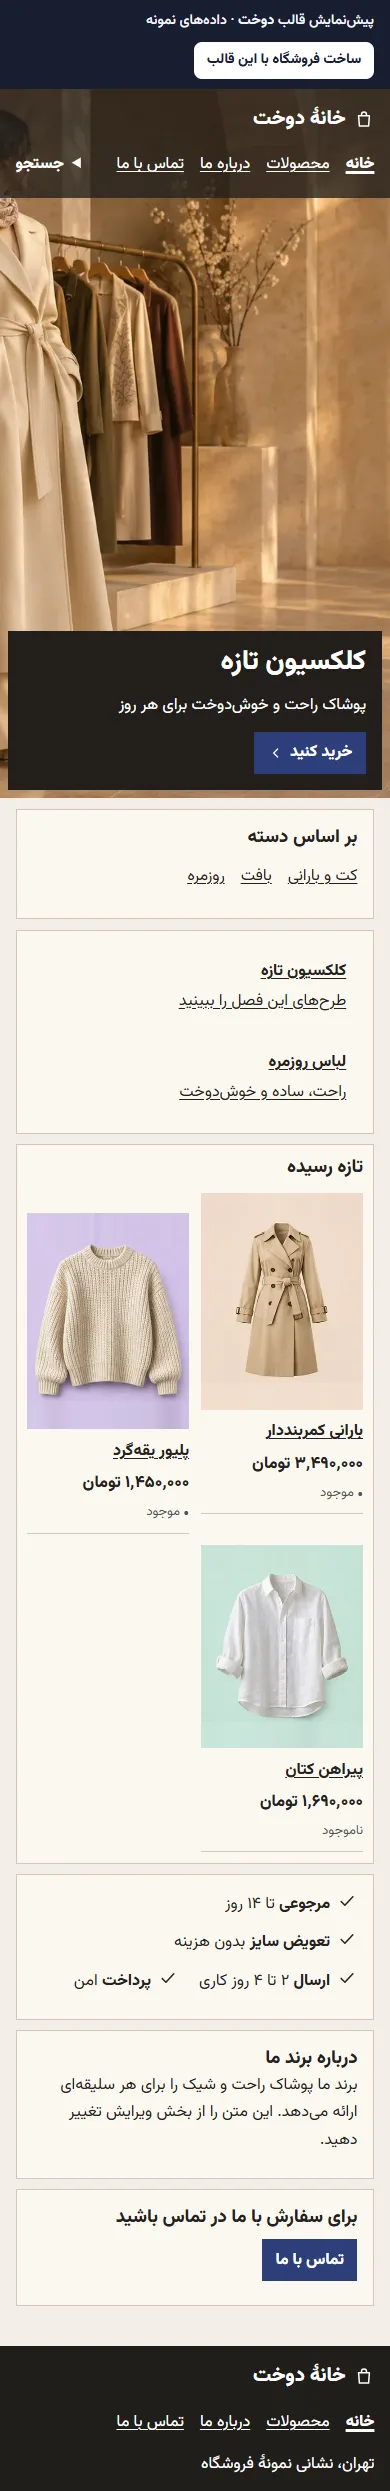 پیش‌نمایش قالب دوخت · داده‌های نمونه
ساخت فروشگاه با این قالب
خانهٔ دوخت
خانه محصولات درباره ما تماس با ما ◀ جستجو
کلکسیون تازه
پوشاک راحت و خوش‌دوخت برای هر روز
خرید کنید
بر اساس دسته
کت و بارانی بافت روزمره
کلکسیون تازه
طرح‌های این فصل را ببینید
لباس روزمره
راحت، ساده و خوش‌دوخت
تازه رسیده
بارانی کمربنددار
۳٬۴۹۰٬۰۰۰ تومان
• موجود
پلیور یقه‌گرد
۱٬۴۵۰٬۰۰۰ تومان
• موجود
پیراهن کتان
۱٬۶۹۰٬۰۰۰ تومان
ناموجود
مرجوعی تا ۱۴ روز
تعویض سایز بدون هزینه
ارسال ۲ تا ۴ روز کاری
پرداخت امن
درباره برند ما
برند ما پوشاک راحت و شیک را برای هر سلیقه‌ای
ارائه می‌دهد. این متن را از بخش ویرایش تغییر
دهید.
برای سفارش با ما در تماس باشید
تماس با ما
خانهٔ دوخت
خانه محصولات درباره ما تماس با ما
تهران، نشانی نمونهٔ فروشگاه